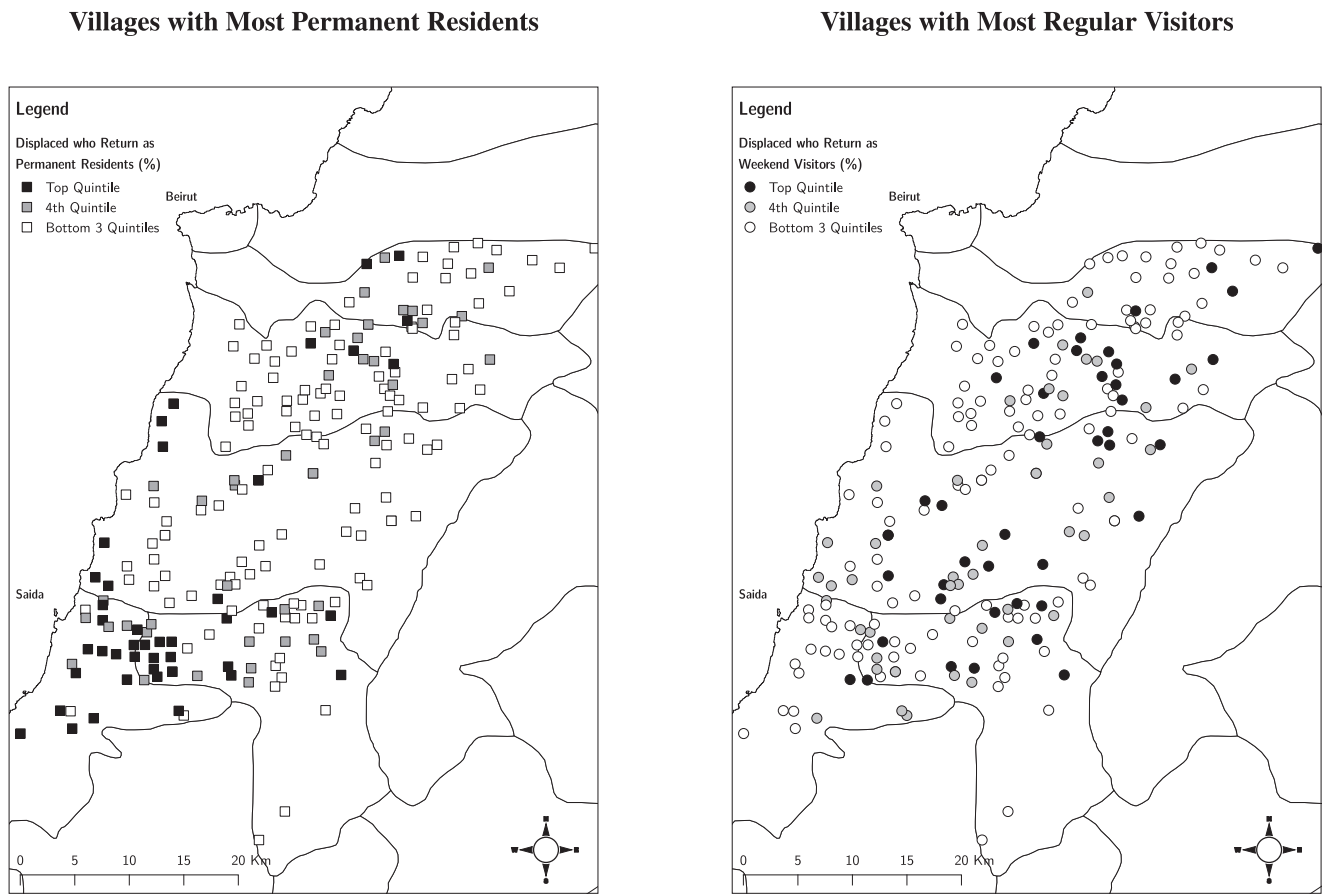 Villages with Most Permanent Residents
Legend
Displaced who Return as
Permanent Residents (%)
Top Quintile
4th Quintile
Bottom 3 Quintiles
Beirut
Saida
0 5 10 15 20 Km
Villages with Most Regular Visitors
Legend
Displaced who Return as
Weekend Visitors (%)
Top Quintile
4th Quintile
Bottom 3 Quintiles
Beirut
Saida
0 5 10 15 20 Km